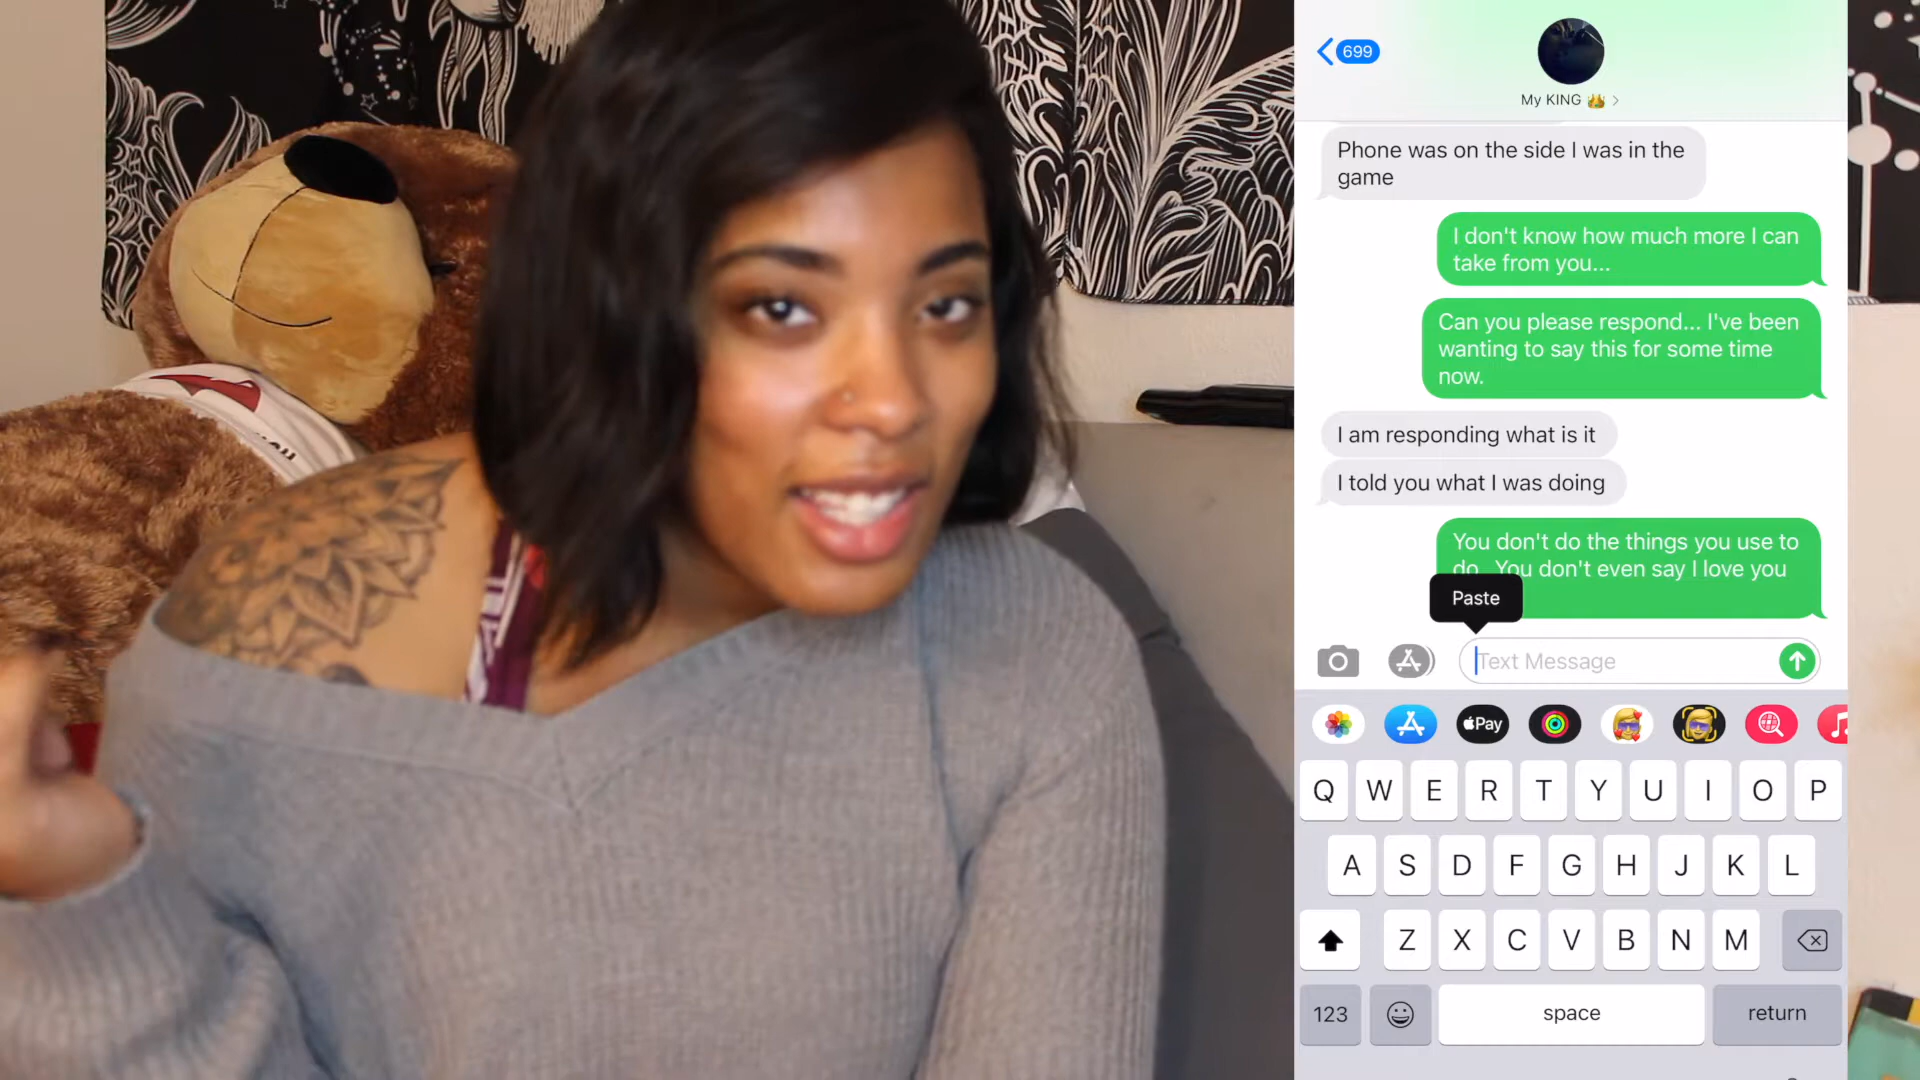 699
My KING
Phone was on the side I was in the
game
I don't know how much more I can
take from you...
Can you please respond... I've been
wanting to say this for some time
now.
I am responding what is it
I told you what I was doing
You don't do the things you use to
do.. You don't even say I love you
Paste
Text Message
Pay
Q W E R T Y U I O P
A S D F G H J K L
Z X C V B N M
123 space return